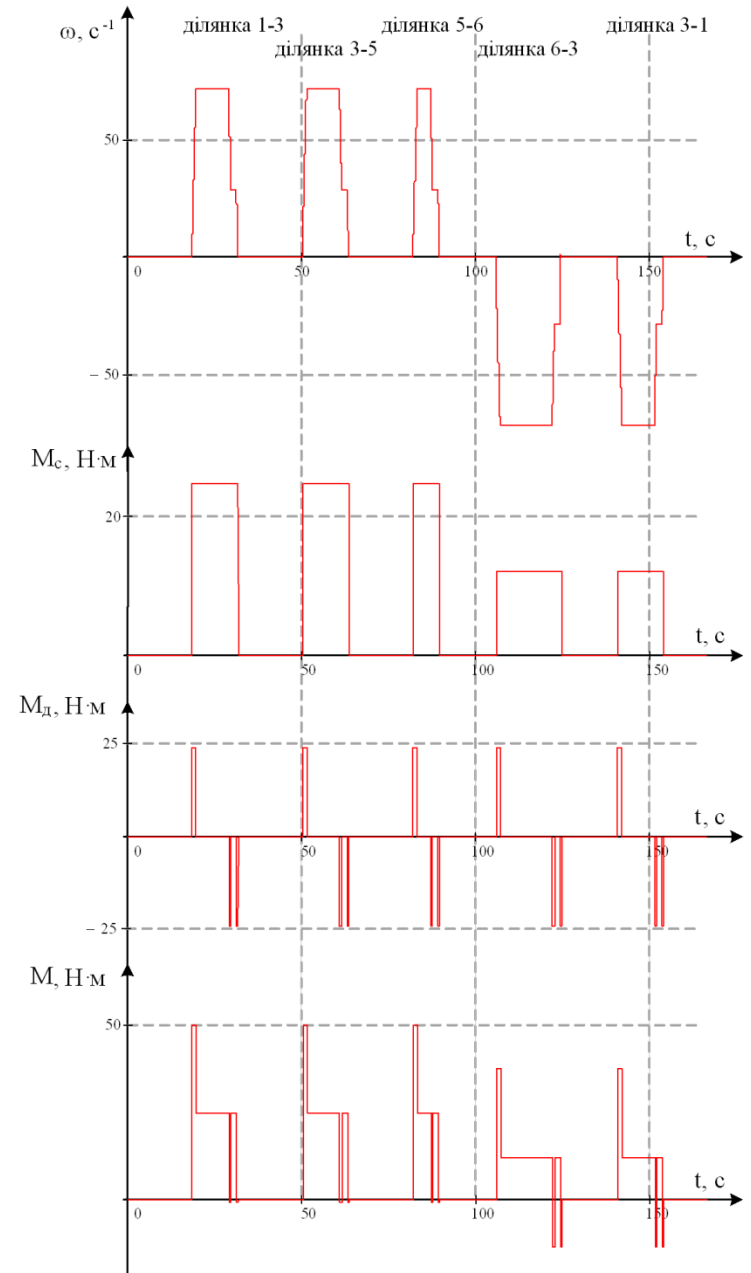 ω, с⁻¹
ділянка 1-3
ділянка 5-6
ділянка 3-1
ділянка 3-5
ділянка 6-3
50
t, с
0
50
100
150
– 50
Mс, Н·м
20
t, с
0
50
100
150
Mд, Н·м
25
t, с
0
50
100
150
– 25
M, Н·м
50
t, с
0
50
100
150